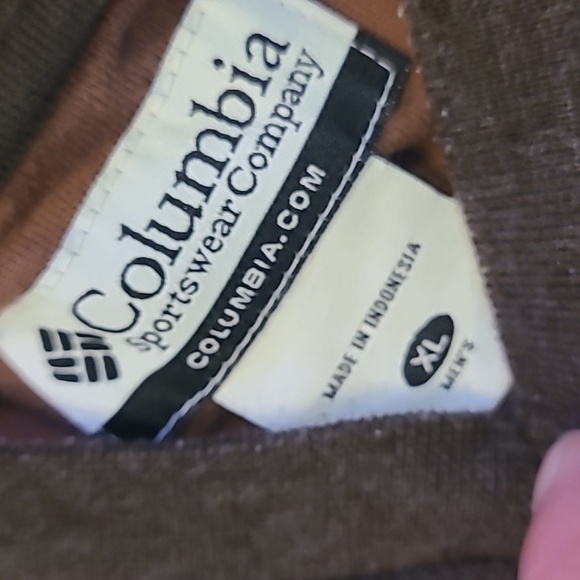 Columbia
Sportswear Company
COLUMBIA.COM
MADE IN INDONESIA
XL
MEN'S